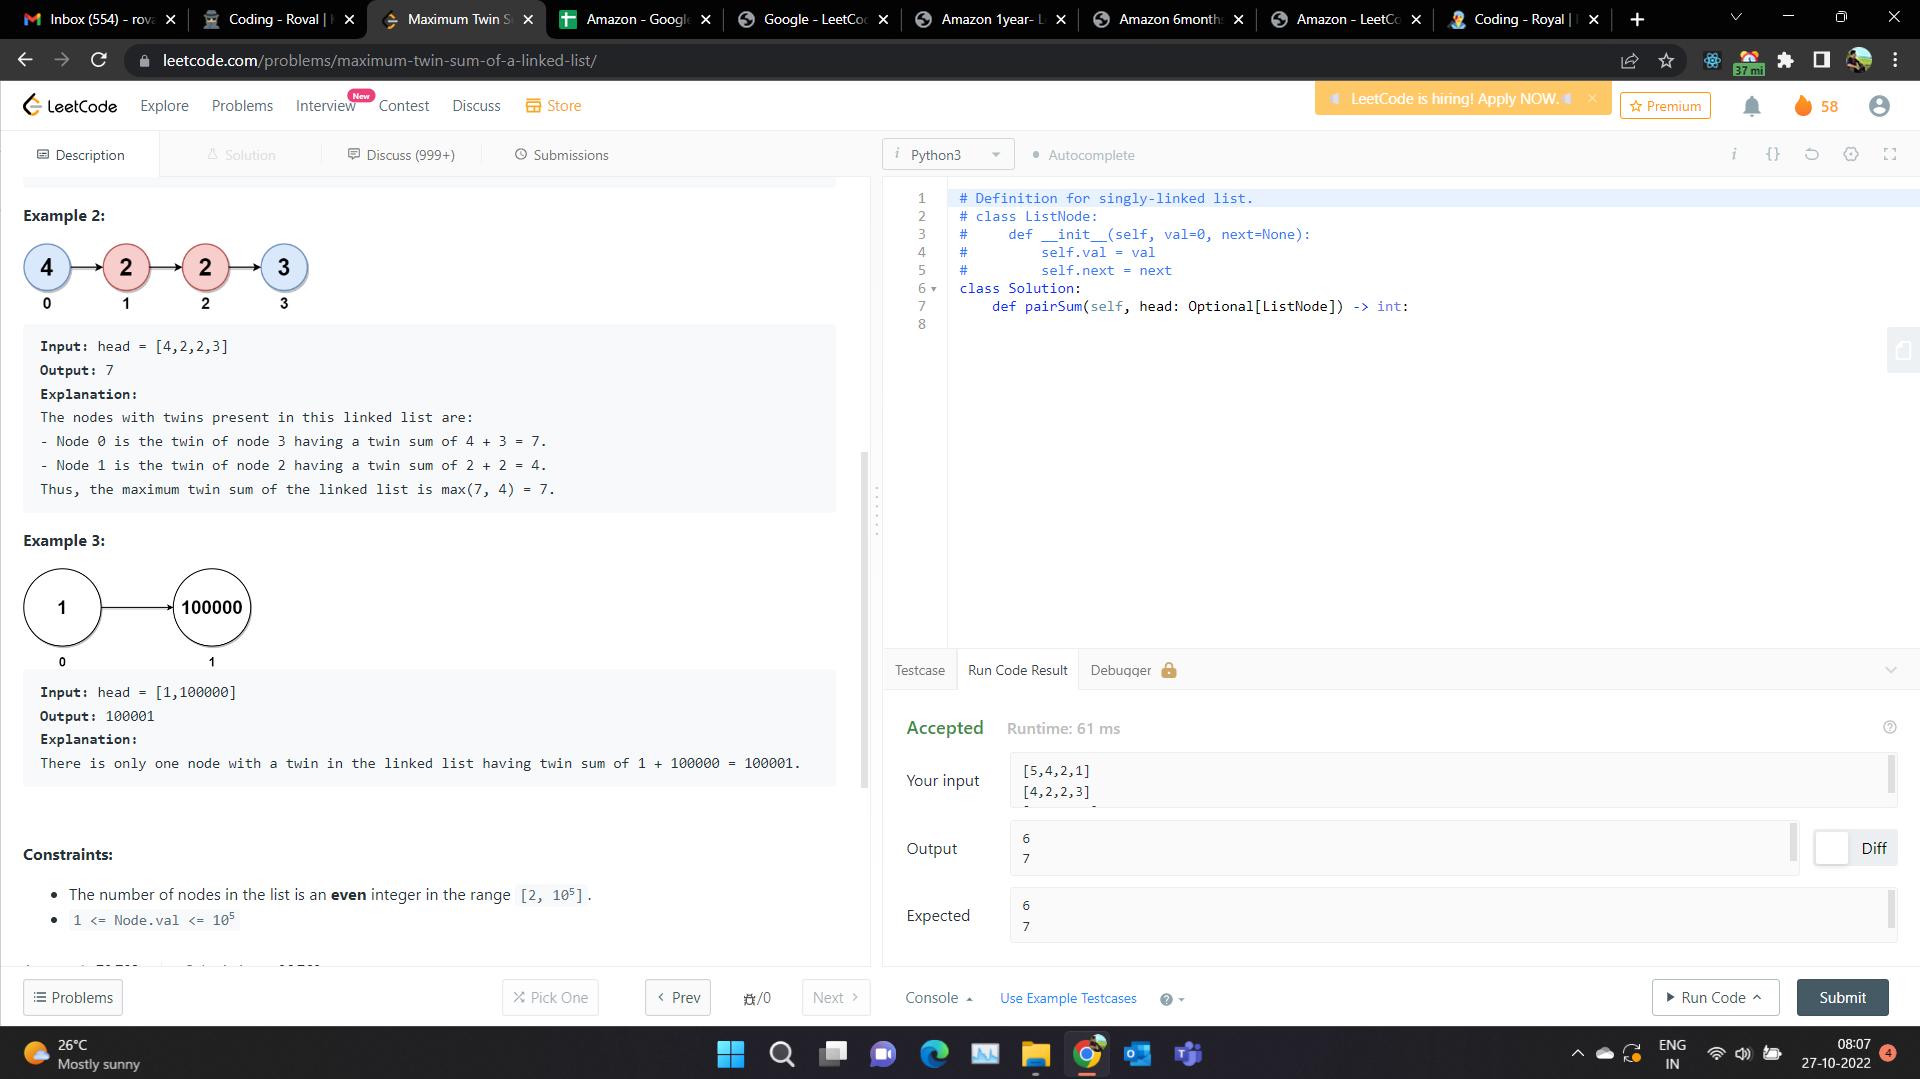 Inbox (554) - rova
Coding - Roval |
Maximum Twin S
Amazon - Google
Google - LeetCo
Amazon 1year- L
Amazon 6month
Amazon - LeetCo
Coding - Royal |
leetcode.com/problems/maximum-twin-sum-of-a-linked-list/
37 mi
LeetCode
Explore
Problems
Interview
New
Contest
Discuss
Store
LeetCode is hiring! Apply NOW.
Premium
58
Description
Solution
Discuss (999+)
Submissions
i Python3
Autocomplete
Example 2:
4 2 2 3
0 1 2 3
Input: head = [4,2,2,3]
Output: 7
Explanation:
The nodes with twins present in this linked list are:
- Node 0 is the twin of node 3 having a twin sum of 4 + 3 = 7.
- Node 1 is the twin of node 2 having a twin sum of 2 + 2 = 4.
Thus, the maximum twin sum of the linked list is max(7, 4) = 7.
Example 3:
1 100000
0 1
Input: head = [1,100000]
Output: 100001
Explanation:
There is only one node with a twin in the linked list having twin sum of 1 + 100000 = 100001.
Constraints:
• The number of nodes in the list is an even integer in the range [2, 10⁵].
• 1 <= Node.val <= 10⁵
Problems
Pick One
< Prev
/0
Next >
1 # Definition for singly-linked list.
2 # class ListNode:
3 #     def __init__(self, val=0, next=None):
4 #         self.val = val
5 #         self.next = next
6 class Solution:
7     def pairSum(self, head: Optional[ListNode]) -> int:
8
Testcase
Run Code Result
Debugger
Accepted
Runtime: 61 ms
Your input
[5,4,2,1]
[4,2,2,3]
Output
6
7
Diff
Expected
6
7
Console
Use Example Testcases
Run Code
Submit
26°C
Mostly sunny
ENG
IN
08:07
27-10-2022
4